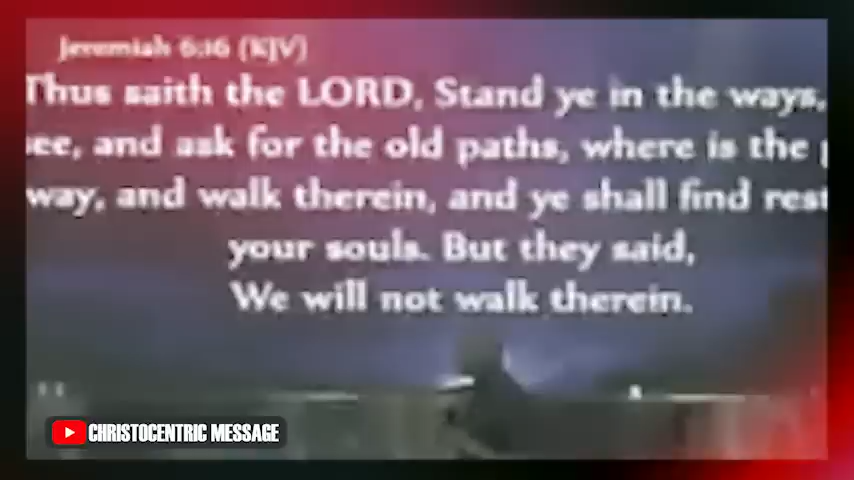 Jeremiah 6:16 (KJV)
Thus saith the LORD, Stand ye in the ways,
see, and ask for the old paths, where is the
way, and walk therein, and ye shall find rest
your souls. But they said,
We will not walk therein.
CHRISTOCENTRIC MESSAGE